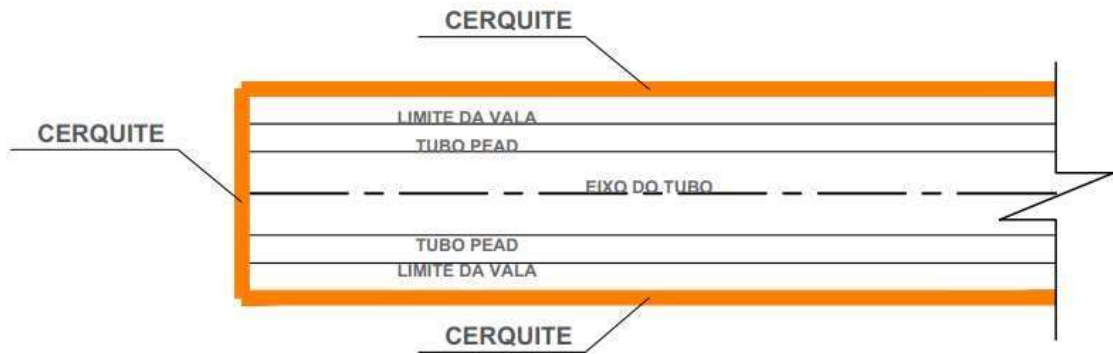 CERQUITE
LIMITE DA VALA
CERQUITE
TUBO PEAD
EIXO DO TUBO
TUBO PEAD
LIMITE DA VALA
CERQUITE